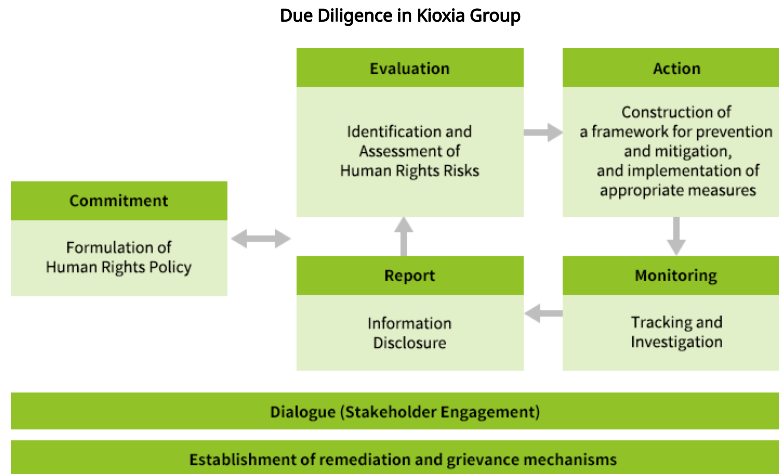 Due Diligence in Kioxia Group
Evaluation
Identification and
Assessment of
Human Rights Risks
Action
Construction of
a framework for prevention
and mitigation,
and implementation of
appropriate measures
Commitment
Formulation of
Human Rights Policy
Report
Information
Disclosure
Monitoring
Tracking and
Investigation
Dialogue (Stakeholder Engagement)
Establishment of remediation and grievance mechanisms